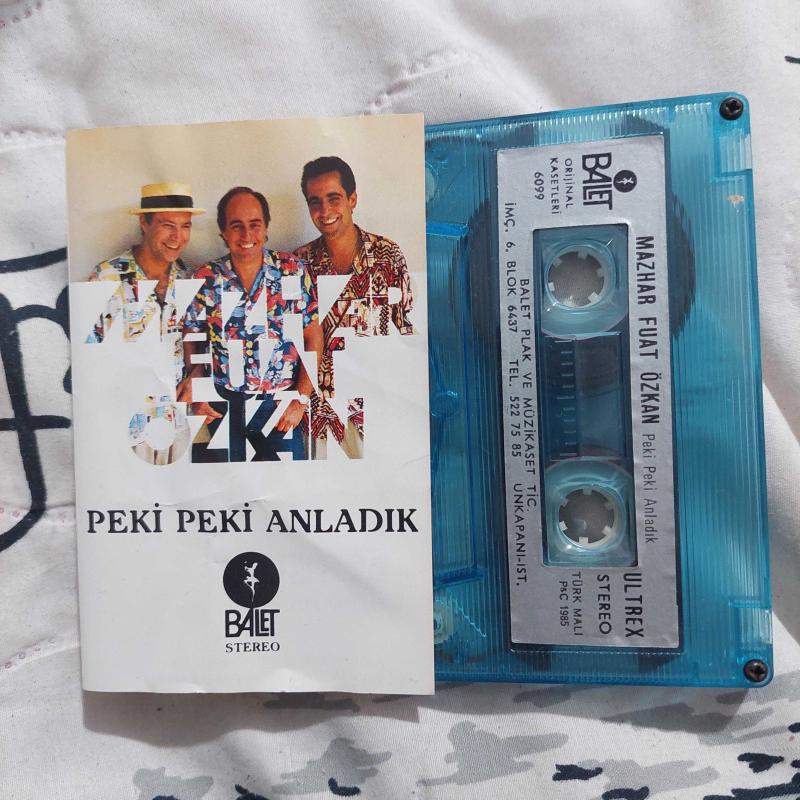 MAZHAR
FUAT
ÖZKAN
PEKİ PEKİ ANLADIK
BALET
STEREO
BALET
ORİJİNAL
KASETLERİ
6099
MAZHAR FUAT ÖZKAN Peki Peki Anladık
BALET PLAK VE MÜZİKASET TİC.
İMÇ. 6. BLOK 6437 TEL. 522 75 85 UNKAPANI-İST.
ULTREX
STEREO
TÜRK MALI
P&C 1985